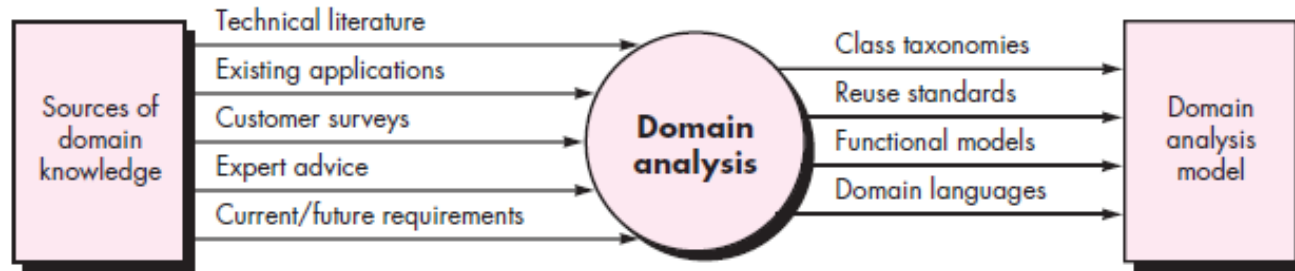 Sources of
domain
knowledge
Technical literature
Existing applications
Customer surveys
Expert advice
Current/future requirements
Domain
analysis
Class taxonomies
Reuse standards
Functional models
Domain languages
Domain
analysis
model